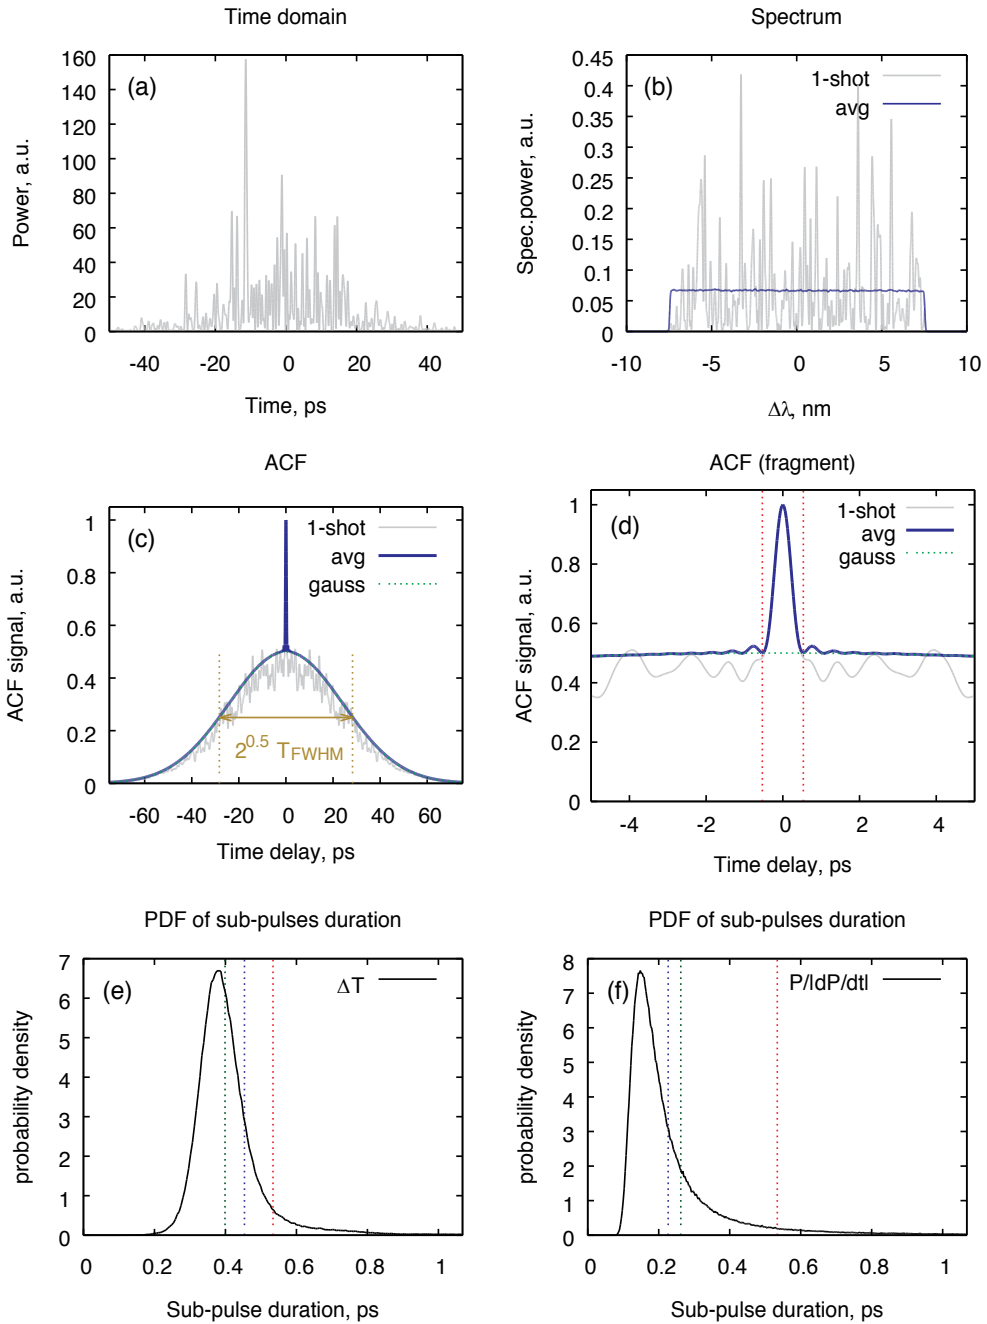 Time domain
Spectrum
160
140
120
100
80
60
40
20
0
Power, a.u.
(a)
-40
-20
0
20
40
Time, ps
0.45
0.4
0.35
0.3
0.25
0.2
0.15
0.1
0.05
0
Spec.power, a.u.
(b)
1-shot
avg
-10
-5
0
5
10
Δλ, nm
ACF
ACF (fragment)
1
0.8
0.6
0.4
0.2
0
ACF signal, a.u.
(c)
1-shot
avg
gauss
2^0.5 TFWHM
-60
-40
-20
0
20
40
60
Time delay, ps
1
0.8
0.6
0.4
0.2
0
ACF signal, a.u.
(d)
1-shot
avg
gauss
-4
-2
0
2
4
Time delay, ps
PDF of sub-pulses duration
PDF of sub-pulses duration
7
6
5
4
3
2
1
0
probability density
(e)
ΔT
0
0.2
0.4
0.6
0.8
1
Sub-pulse duration, ps
8
7
6
5
4
3
2
1
0
probability density
(f)
P/|dP/dt|
0
0.2
0.4
0.6
0.8
1
Sub-pulse duration, ps